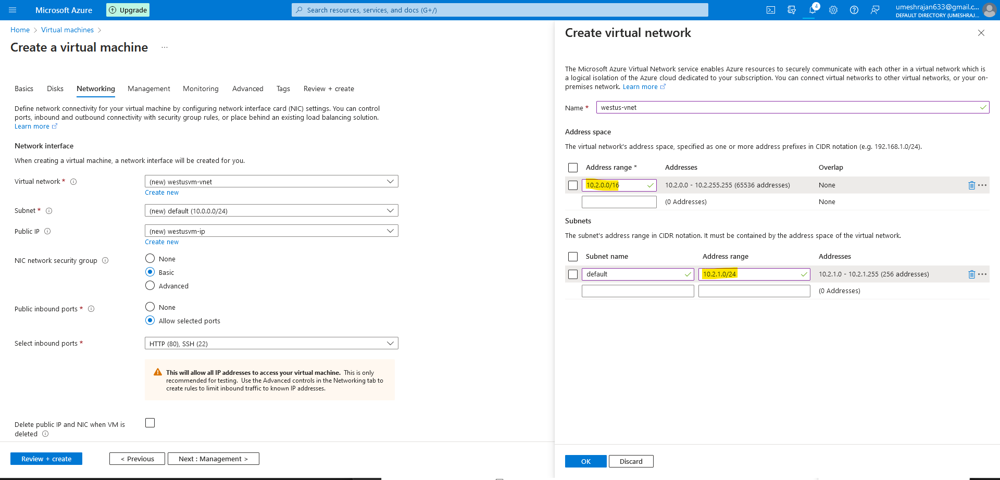 Microsoft Azure
Upgrade
Search resources, services, and docs (G+/)
4
umeshrajan633@gmail.c...
DEFAULT DIRECTORY (UMESHRAJ...
Home > Virtual machines >
Create a virtual machine ...
Basics Disks Networking Management Monitoring Advanced Tags Review + create
Define network connectivity for your virtual machine by configuring network interface card (NIC) settings. You can control
ports, inbound and outbound connectivity with security group rules, or place behind an existing load balancing solution.
Learn more
Network interface
When creating a virtual machine, a network interface will be created for you.
Virtual network * (new) westusvm-vnet
Create new
Subnet * (new) default (10.0.0.0/24)
Public IP (new) westusvm-ip
Create new
NIC network security group None
Basic
Advanced
Public inbound ports * None
Allow selected ports
Select inbound ports * HTTP (80), SSH (22)
This will allow all IP addresses to access your virtual machine. This is only
recommended for testing. Use the Advanced controls in the Networking tab to
create rules to limit inbound traffic to known IP addresses.
Delete public IP and NIC when VM is
deleted
Review + create < Previous Next : Management >
Create virtual network
The Microsoft Azure Virtual Network service enables Azure resources to securely communicate with each other in a virtual network which is
a logical isolation of the Azure cloud dedicated to your subscription. You can connect virtual networks to other virtual networks, or your on-
premises network. Learn more
Name * westus-vnet
Address space
The virtual network's address space, specified as one or more address prefixes in CIDR notation (e.g. 192.168.1.0/24).
Address range * Addresses Overlap
10.2.0.0/16 10.2.0.0 - 10.2.255.255 (65536 addresses) None
(0 Addresses) None
Subnets
The subnet's address range in CIDR notation. It must be contained by the address space of the virtual network.
Subnet name Address range Addresses
default 10.2.1.0/24 10.2.1.0 - 10.2.1.255 (256 addresses)
(0 Addresses)
OK Discard